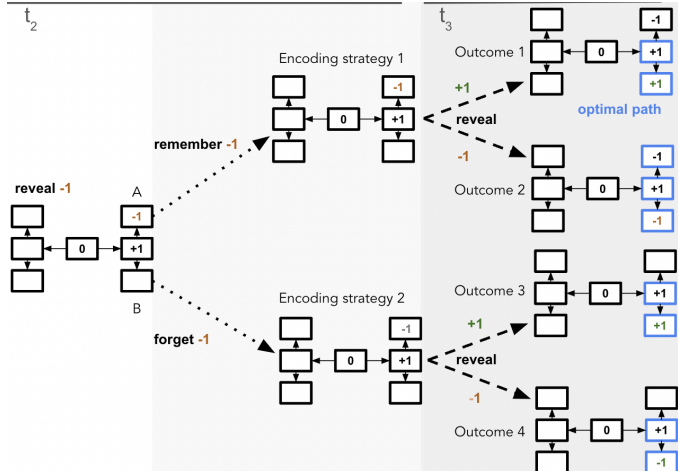 t2
t3
reveal -1
A
-1
0
+1
B
remember -1
forget -1
Encoding strategy 1
-1
0
+1
Encoding strategy 2
-1
0
+1
+1
reveal
-1
+1
reveal
-1
Outcome 1
-1
0
+1
+1
optimal path
Outcome 2
-1
0
+1
-1
Outcome 3
0
+1
+1
Outcome 4
0
+1
-1